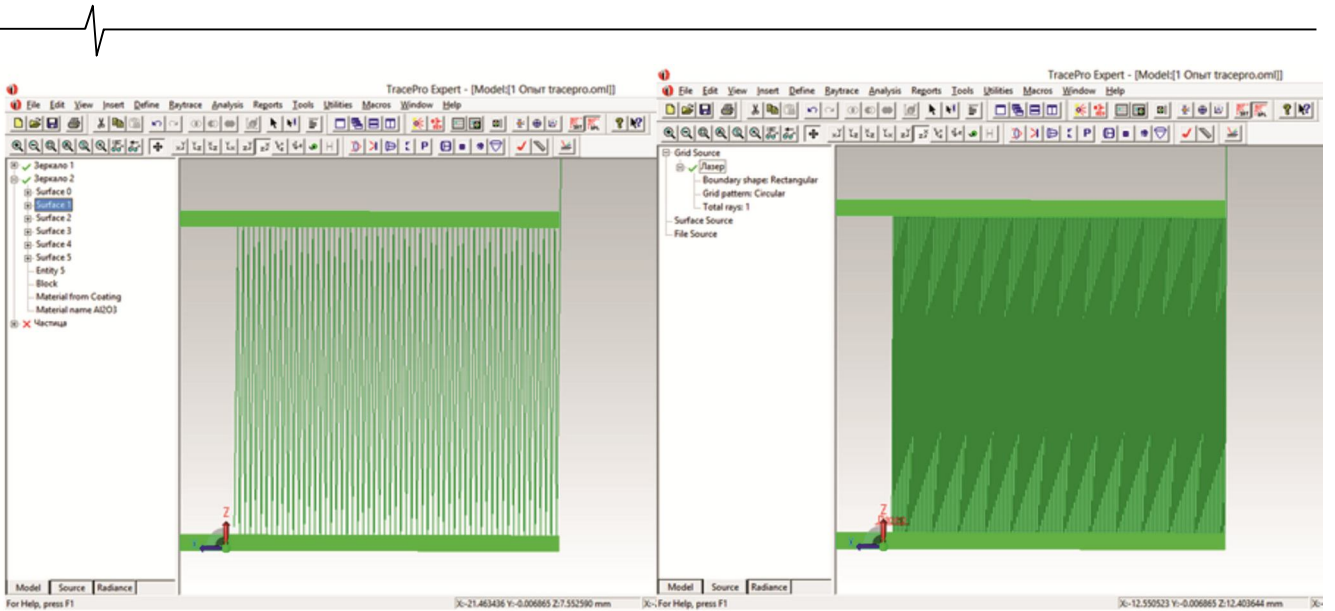 TracePro Expert - [Model:[1 Опыт tracepro.oml]]
File Edit View Insert Define Raytrace Analysis Reports Tools Utilities Macros Window Help
Зеркало 1
Зеркало 2
Surface 0
Surface 1
Surface 2
Surface 3
Surface 4
Surface 5
Entity 5
Block
Material from Coating
Material name Al2O3
Частица
Z
Model Source Radiance
For Help, press F1
X:-21.463436 Y:-0.006865 Z:7.552590 mm
TracePro Expert - [Model:[1 Опыт tracepro.oml]]
File Edit View Insert Define Raytrace Analysis Reports Tools Utilities Macros Window Help
Grid Source
Лазер
Boundary shape: Rectangular
Grid pattern: Circular
Total rays: 1
Surface Source
File Source
Z
Model Source Radiance
For Help, press F1
X:-12.550523 Y:-0.006865 Z:12.403644 mm